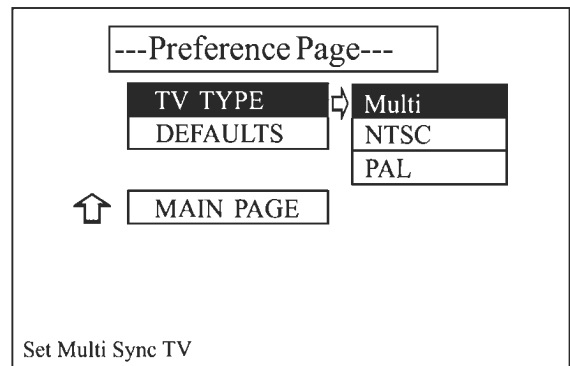 ---Preference Page---
TV TYPE
Multi
DEFAULTS
NTSC
PAL
MAIN PAGE
Set Multi Sync TV